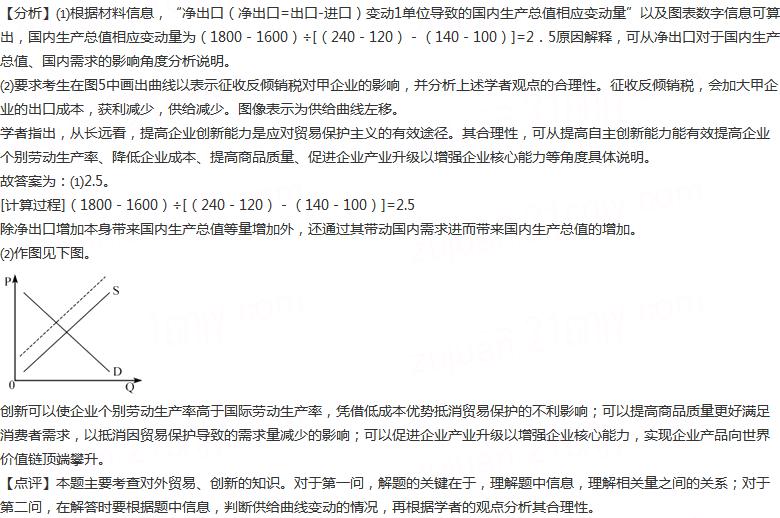 【分析】⑴根据材料信息，“净出口（净出口=出口-进口）变动1单位导致的国内生产总值相应变动量”以及图表数字信息可算
出，国内生产总值相应变动量为（1800﹣1600）÷[（240﹣120）﹣（140﹣100）]=2．5原因解释，可从净出口对于国内生产
总值、国内需求的影响角度分析说明。
⑵要求考生在图5中画出曲线以表示征收反倾销税对甲企业的影响，并分析上述学者观点的合理性。征收反倾销税，会加大甲企
业的出口成本，获利减少，供给减少。图像表示为供给曲线左移。
学者指出，从长远看，提高企业创新能力是应对贸易保护主义的有效途径。其合理性，可从提高自主创新能力能有效提高企业
个别劳动生产率、降低企业成本、提高商品质量、促进企业产业升级以增强企业核心能力等角度具体说明。
故答案为：⑴2.5。
[计算过程]（1800﹣1600）÷[（240﹣120）﹣（140﹣100）]=2.5
除净出口增加本身带来国内生产总值等量增加外，还通过其带动国内需求进而带来国内生产总值的增加。
⑵作图见下图。
P
S
D
0
Q
创新可以使企业个别劳动生产率高于国际劳动生产率，凭借低成本优势抵消贸易保护的不利影响；可以提高商品质量更好满足
消费者需求，以抵消因贸易保护导致的需求量减少的影响；可以促进企业产业升级以增强企业核心能力，实现企业产品向世界
价值链顶端攀升。
【点评】本题主要考查对外贸易、创新的知识。对于第一问，解题的关键在于，理解题中信息，理解相关量之间的关系；对于
第二问，在解答时要根据题中信息，判断供给曲线变动的情况，再根据学者的观点分析其合理性。